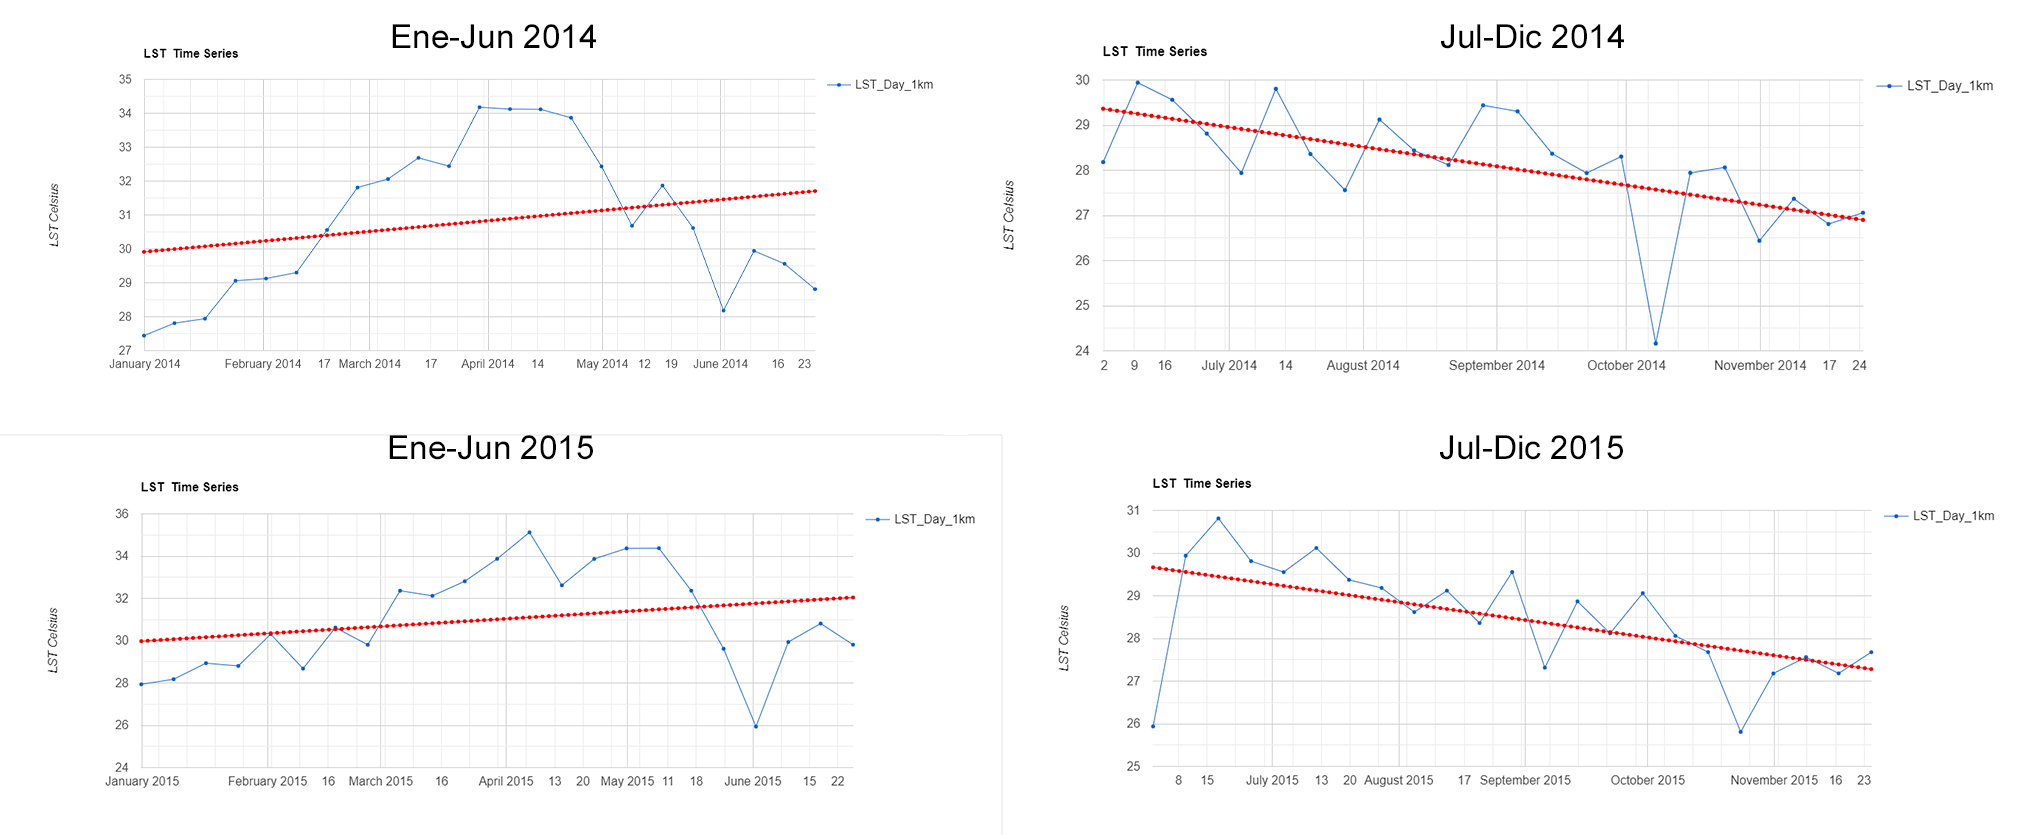 Ene-Jun 2014
LST Time Series
35
34
33
32
31
30
29
28
27
LST Celsius
LST_Day_1km
January 2014 February 2014 17 March 2014 17 April 2014 14 May 2014 12 19 June 2014 16 23
Jul-Dic 2014
LST Time Series
30
29
28
27
26
25
24
LST Celsius
LST_Day_1km
2 9 16 July 2014 14 August 2014 September 2014 October 2014 November 2014 17 24
Ene-Jun 2015
LST Time Series
36
34
32
30
28
26
24
LST Celsius
LST_Day_1km
January 2015 February 2015 16 March 2015 16 April 2015 13 20 May 2015 11 18 June 2015 15 22
Jul-Dic 2015
LST Time Series
31
30
29
28
27
26
25
LST Celsius
LST_Day_1km
8 15 July 2015 13 20 August 2015 17 September 2015 October 2015 November 2015 16 23